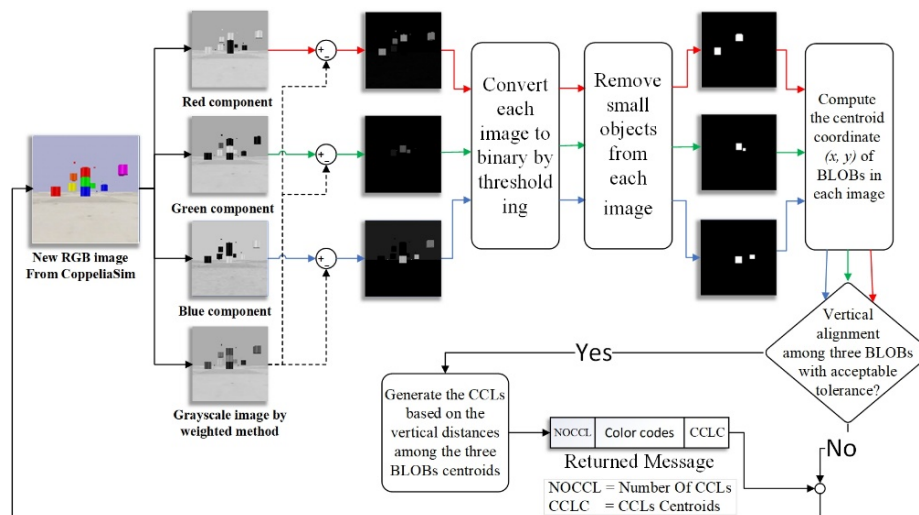 Red component
Green component
Blue component
Grayscale image by
weighted method
New RGB image
From CoppeliaSim
+
−
+
−
+
−
Convert
each
image to
binary by
threshold
ing
Remove
small
objects
from
each
image
Compute
the centroid
coordinate
(x, y) of
BLOBs in
each image
Vertical
alignment
among three BLOBs
with acceptable
tolerance?
Yes
No
Generate the CCLs
based on the
vertical distances
among the three
BLOBs centroids
NOCCL Color codes CCLC
Returned Message
NOCCL = Number Of CCLs
CCLC = CCLs Centroids